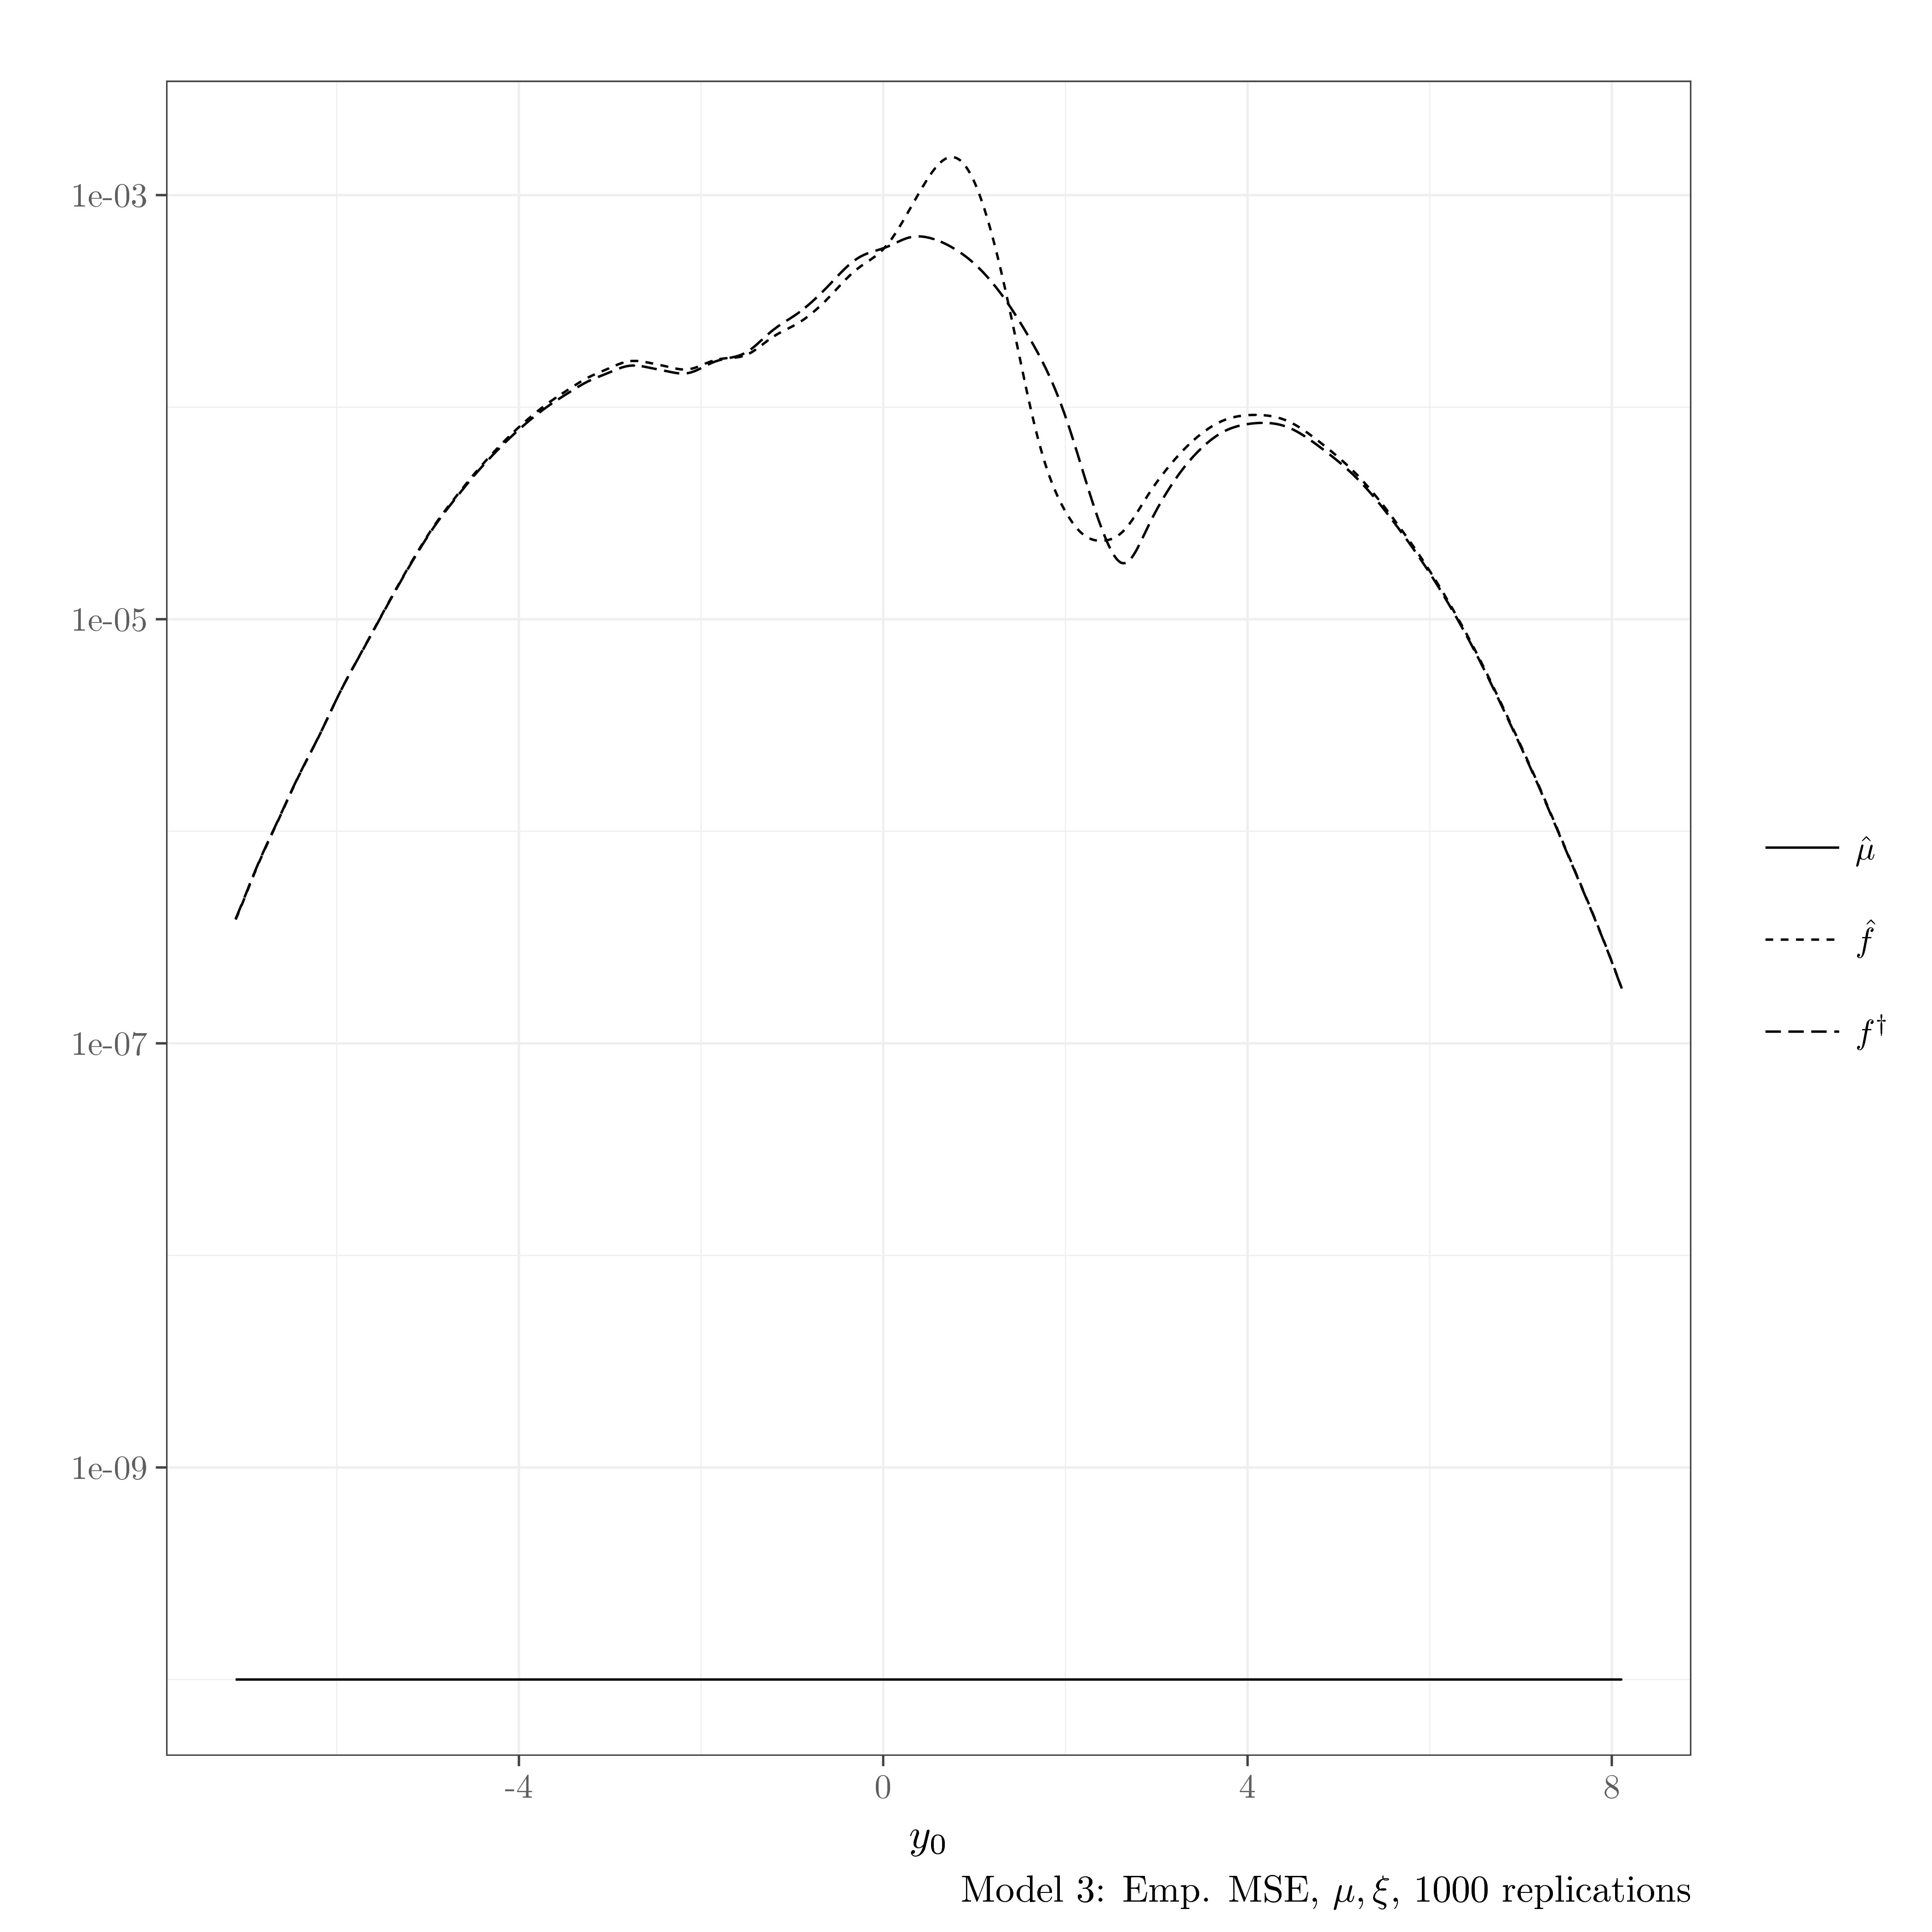 1e-03
1e-05
1e-07
1e-09
-4 0 4 8
y₀
μ̂
f̂
f†
Model 3: Emp. MSE, μ, ξ, 1000 replications